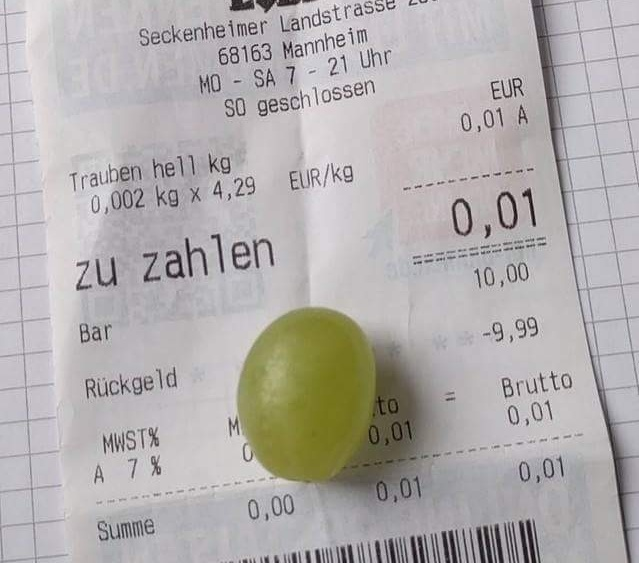 Seckenheimer Landstrasse
68163 Mannheim
MO - SA 7 - 21 Uhr
SO geschlossen
EUR
Trauben hell kg 0,01 A
0,002 kg x 4,29 EUR/kg
zu zahlen 0,01
Bar 10,00
Rückgeld -9,99
MWST% M to = Brutto
A 7 % 0 0,01 0,01
Summe 0,00 0,01 0,01